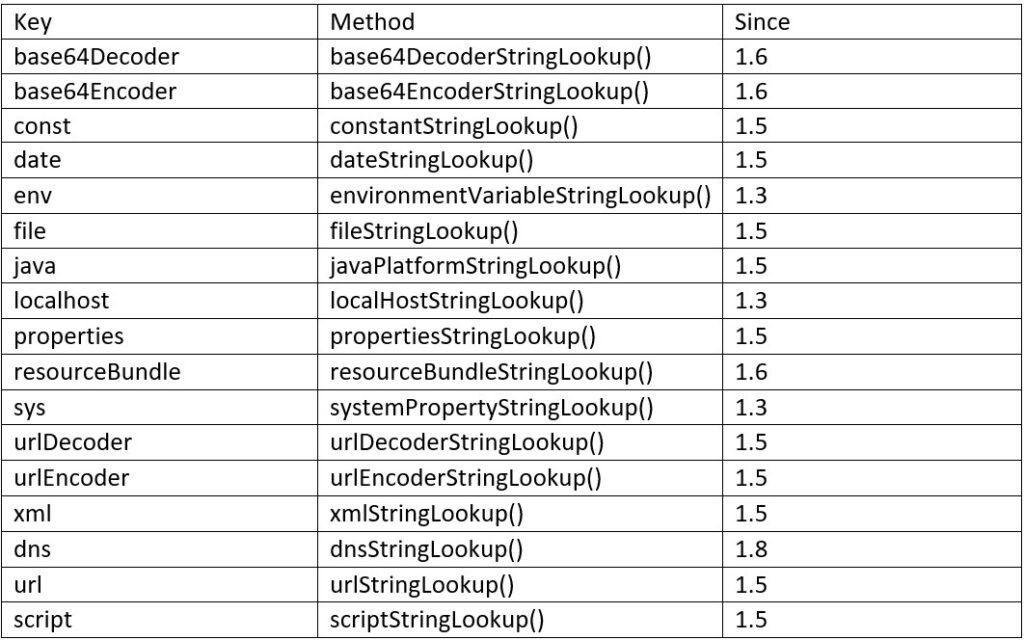 Key Method Since
base64Decoder base64DecoderStringLookup() 1.6
base64Encoder base64EncoderStringLookup() 1.6
const constantStringLookup() 1.5
date dateStringLookup() 1.5
env environmentVariableStringLookup() 1.3
file fileStringLookup() 1.5
java javaPlatformStringLookup() 1.5
localhost localHostStringLookup() 1.3
properties propertiesStringLookup() 1.5
resourceBundle resourceBundleStringLookup() 1.6
sys systemPropertyStringLookup() 1.3
urlDecoder urlDecoderStringLookup() 1.5
urlEncoder urlEncoderStringLookup() 1.5
xml xmlStringLookup() 1.5
dns dnsStringLookup() 1.8
url urlStringLookup() 1.5
script scriptStringLookup() 1.5